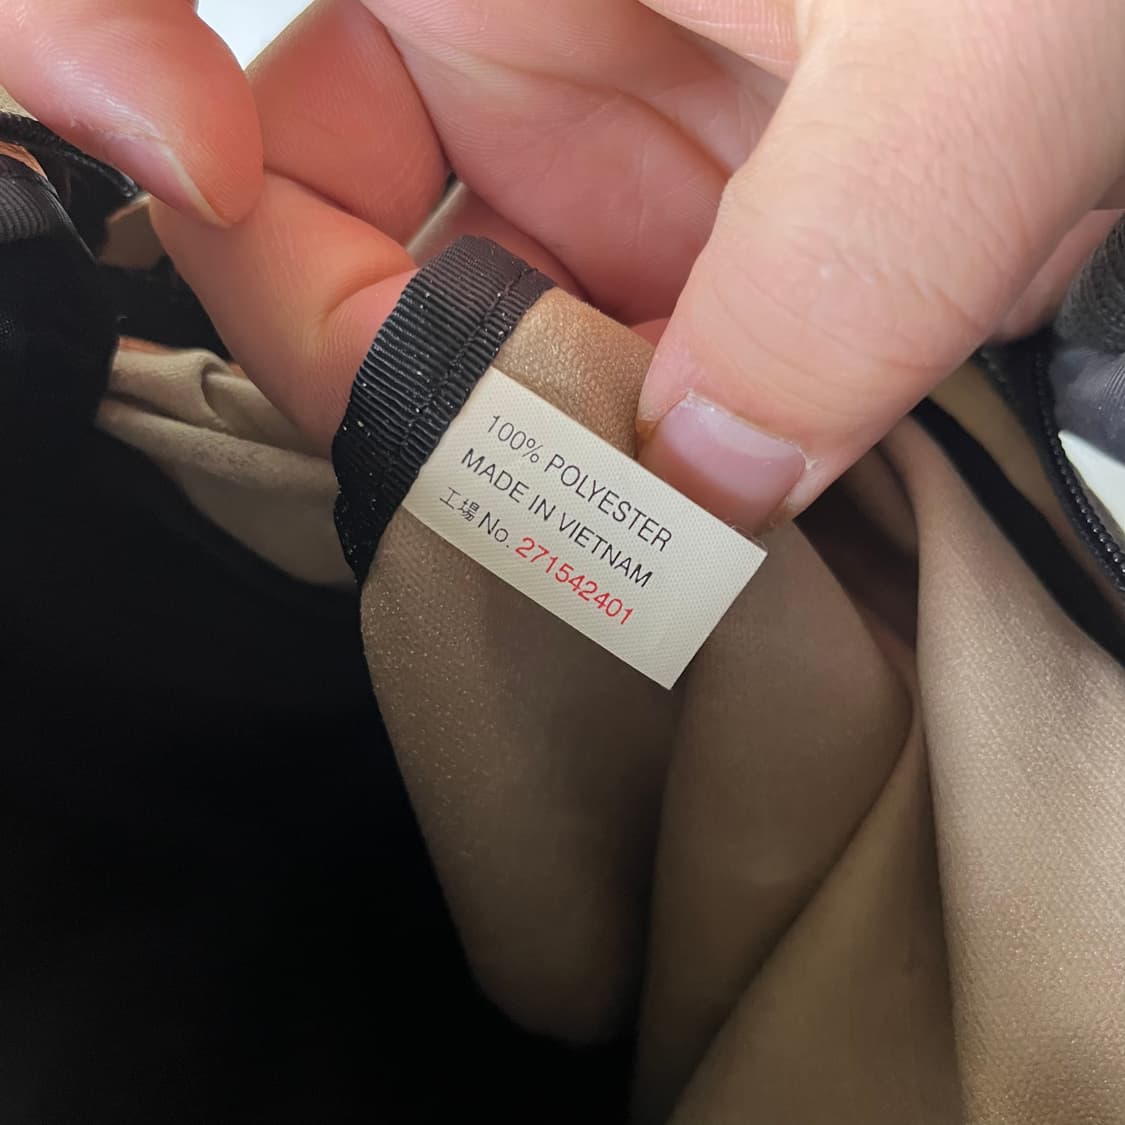 100% POLYESTER
MADE IN VIETNAM
工場 No. 271542401